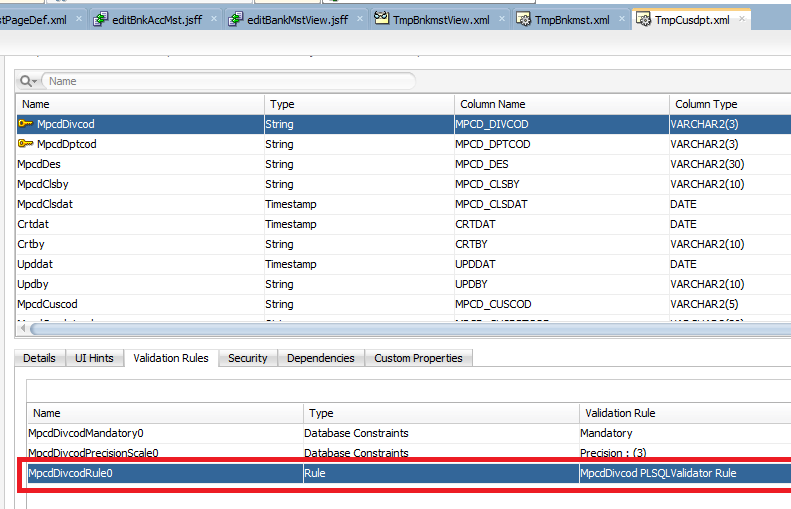 stPageDef.xml editBnkAccMst.jsff editBankMstView.jsff TmpBnkmstView.xml TmpBnkmst.xml TmpCusdpt.xml
Name
Name Type Column Name Column Type
MpcdDivcod String MPCD_DIVCOD VARCHAR2(3)
MpcdDptcod String MPCD_DPTCOD VARCHAR2(3)
MpcdDes String MPCD_DES VARCHAR2(30)
MpcdClsby String MPCD_CLSBY VARCHAR2(10)
MpcdClsdat Timestamp MPCD_CLSDAT DATE
Crtdat Timestamp CRTDAT DATE
Crtby String CRTBY VARCHAR2(10)
Upddat Timestamp UPDDAT DATE
Updby String UPDBY VARCHAR2(10)
MpcdCuscod String MPCD_CUSCOD VARCHAR2(5)
Details UI Hints Validation Rules Security Dependencies Custom Properties
Name Type Validation Rule
MpcdDivcodMandatory0 Database Constraints Mandatory
MpcdDivcodPrecisionScale0 Database Constraints Precision : (3)
MpcdDivcodRule0 Rule MpcdDivcod PLSQLValidator Rule